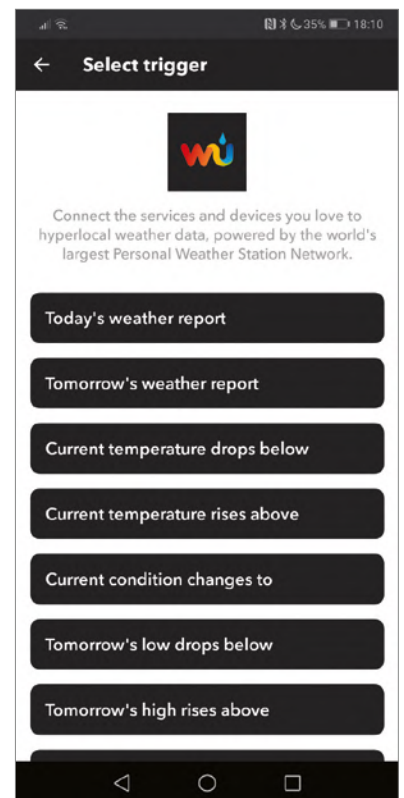 35% 18:10
← Select trigger
wu
Connect the services and devices you love to
hyperlocal weather data, powered by the world's
largest Personal Weather Station Network.
Today's weather report
Tomorrow's weather report
Current temperature drops below
Current temperature rises above
Current condition changes to
Tomorrow's low drops below
Tomorrow's high rises above